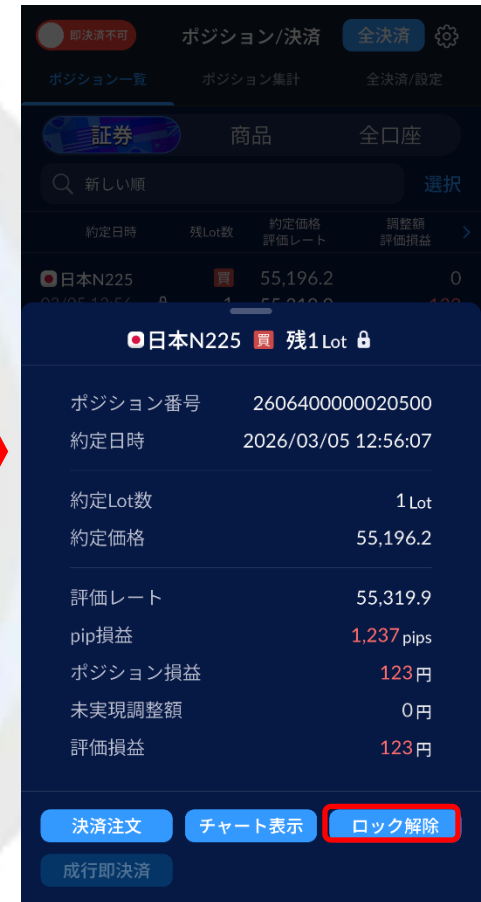 即決済不可 ポジション/決済 全決済
ポジション一覧 ポジション集計 全決済/設定
証券 商品 全口座
新しい順 選択
約定日時 残Lot数 約定価格 調整額
評価レート 評価損益
日本N225 買 55,196.2 0
日本N225 買 残1 Lot
ポジション番号 2606400000020500
約定日時 2026/03/05 12:56:07
約定Lot数 1 Lot
約定価格 55,196.2
評価レート 55,319.9
pip損益 1,237 pips
ポジション損益 123円
未実現調整額 0円
評価損益 123円
決済注文 チャート表示 ロック解除
成行即決済